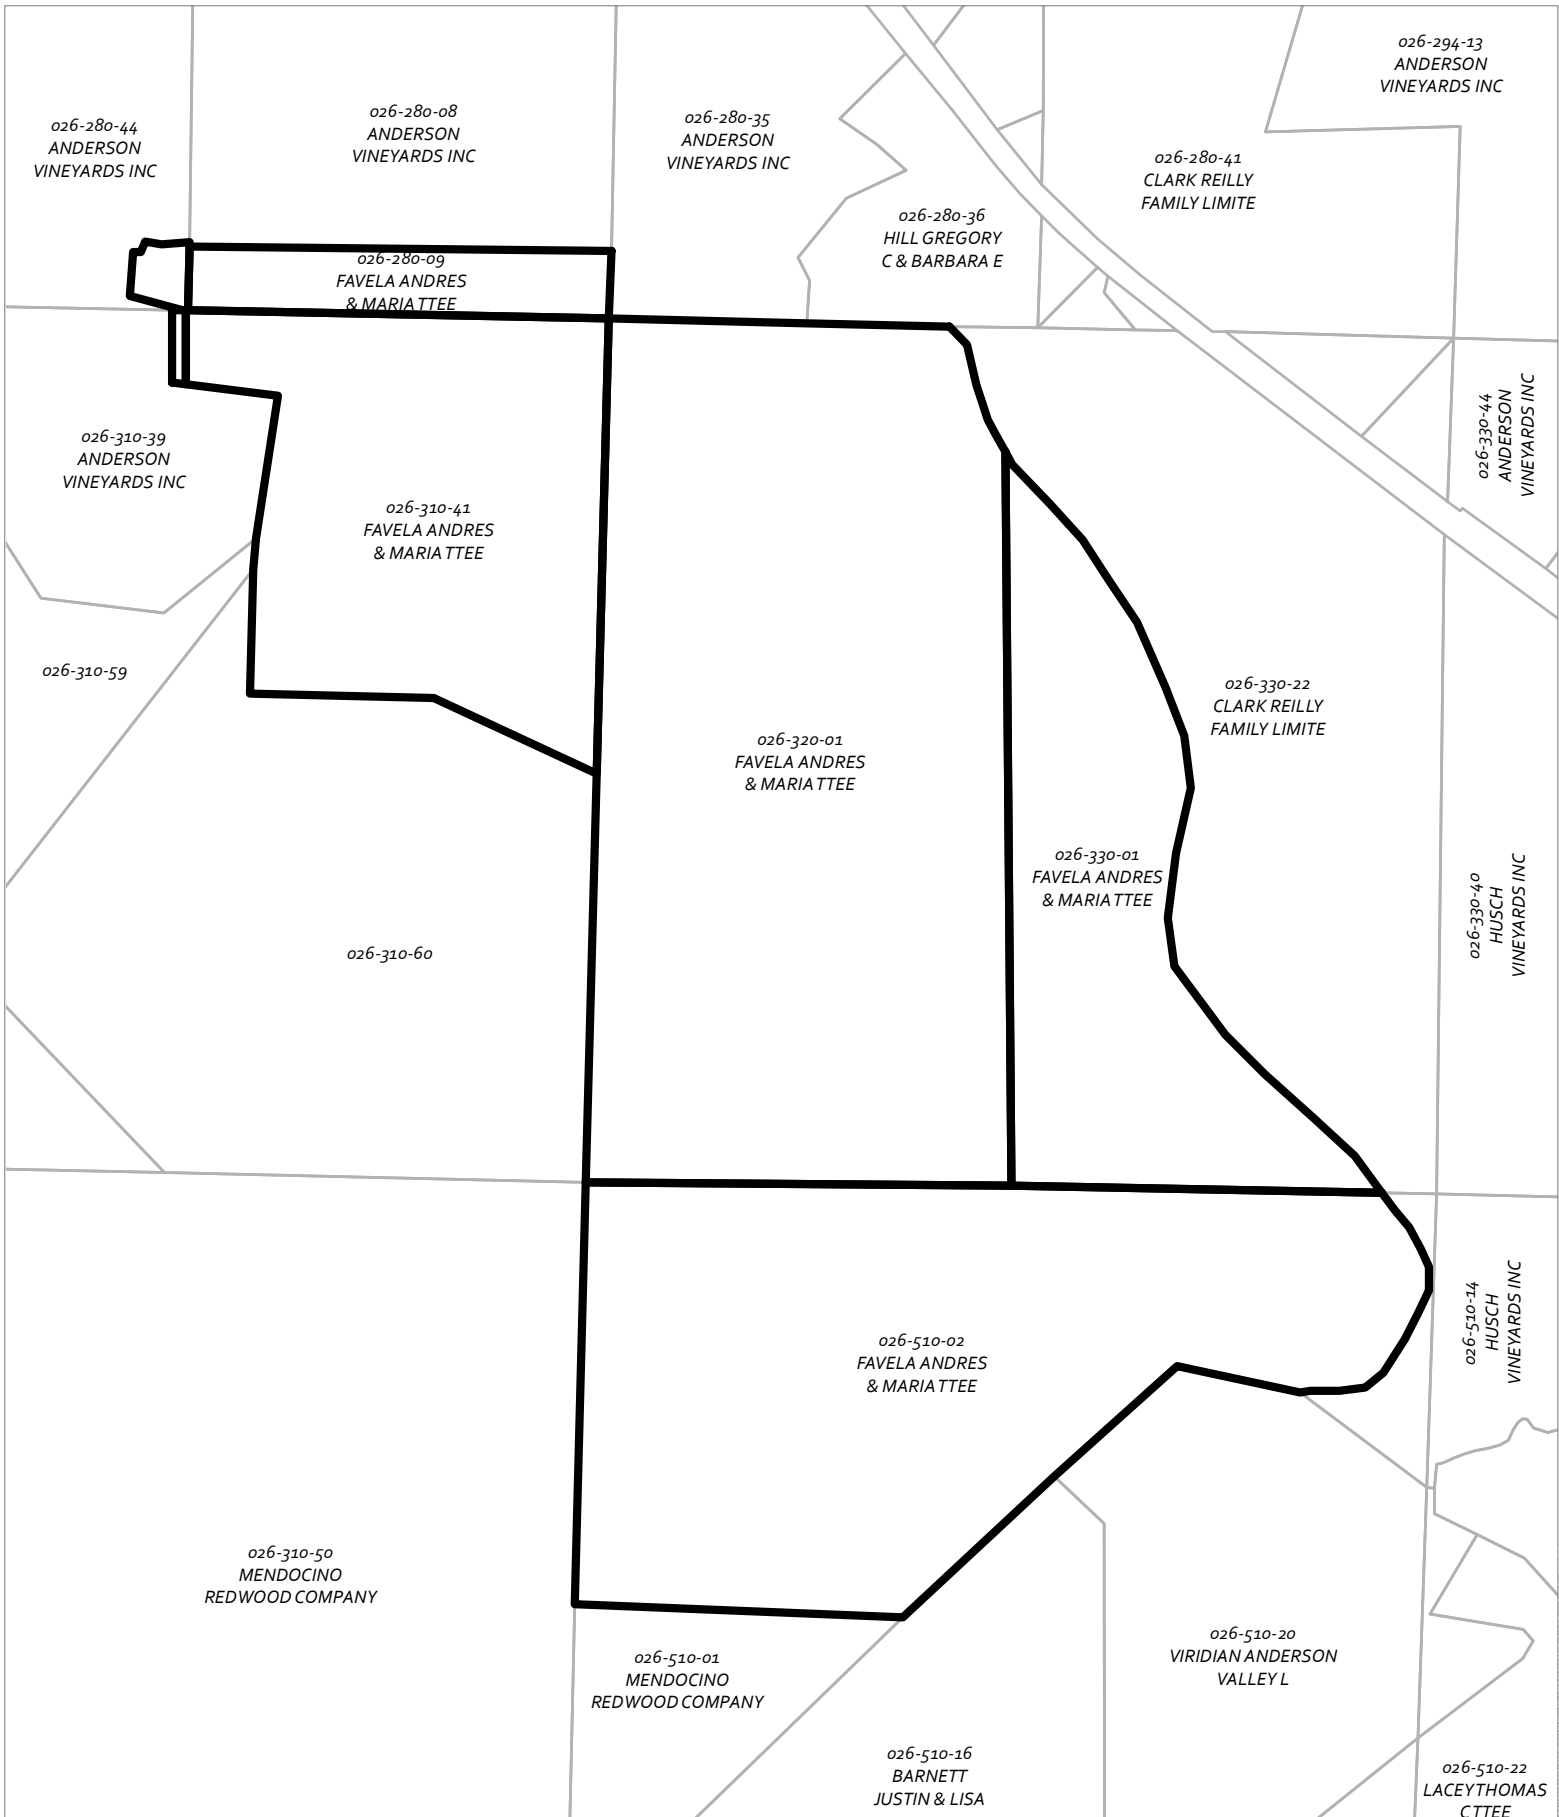 026-294-13
ANDERSON
VINEYARDS INC
026-280-44
ANDERSON
VINEYARDS INC
026-280-08
ANDERSON
VINEYARDS INC
026-280-35
ANDERSON
VINEYARDS INC
026-280-41
CLARK REILLY
FAMILY LIMITE
026-280-36
HILL GREGORY
C & BARBARA E
026-280-09
FAVELA ANDRES
& MARIA TTEE
026-330-44
ANDERSON
VINEYARDS INC
026-310-39
ANDERSON
VINEYARDS INC
026-310-41
FAVELA ANDRES
& MARIA TTEE
026-310-59
026-330-22
CLARK REILLY
FAMILY LIMITE
026-320-01
FAVELA ANDRES
& MARIA TTEE
026-330-01
FAVELA ANDRES
& MARIA TTEE
026-330-40
HUSCH
VINEYARDS INC
026-310-60
026-510-14
HUSCH
VINEYARDS INC
026-510-02
FAVELA ANDRES
& MARIA TTEE
026-310-50
MENDOCINO
REDWOOD COMPANY
026-510-01
MENDOCINO
REDWOOD COMPANY
026-510-20
VIRIDIAN ANDERSON
VALLEY L
026-510-16
BARNETT
JUSTIN & LISA
026-510-22
LACEY THOMAS
C TTEE